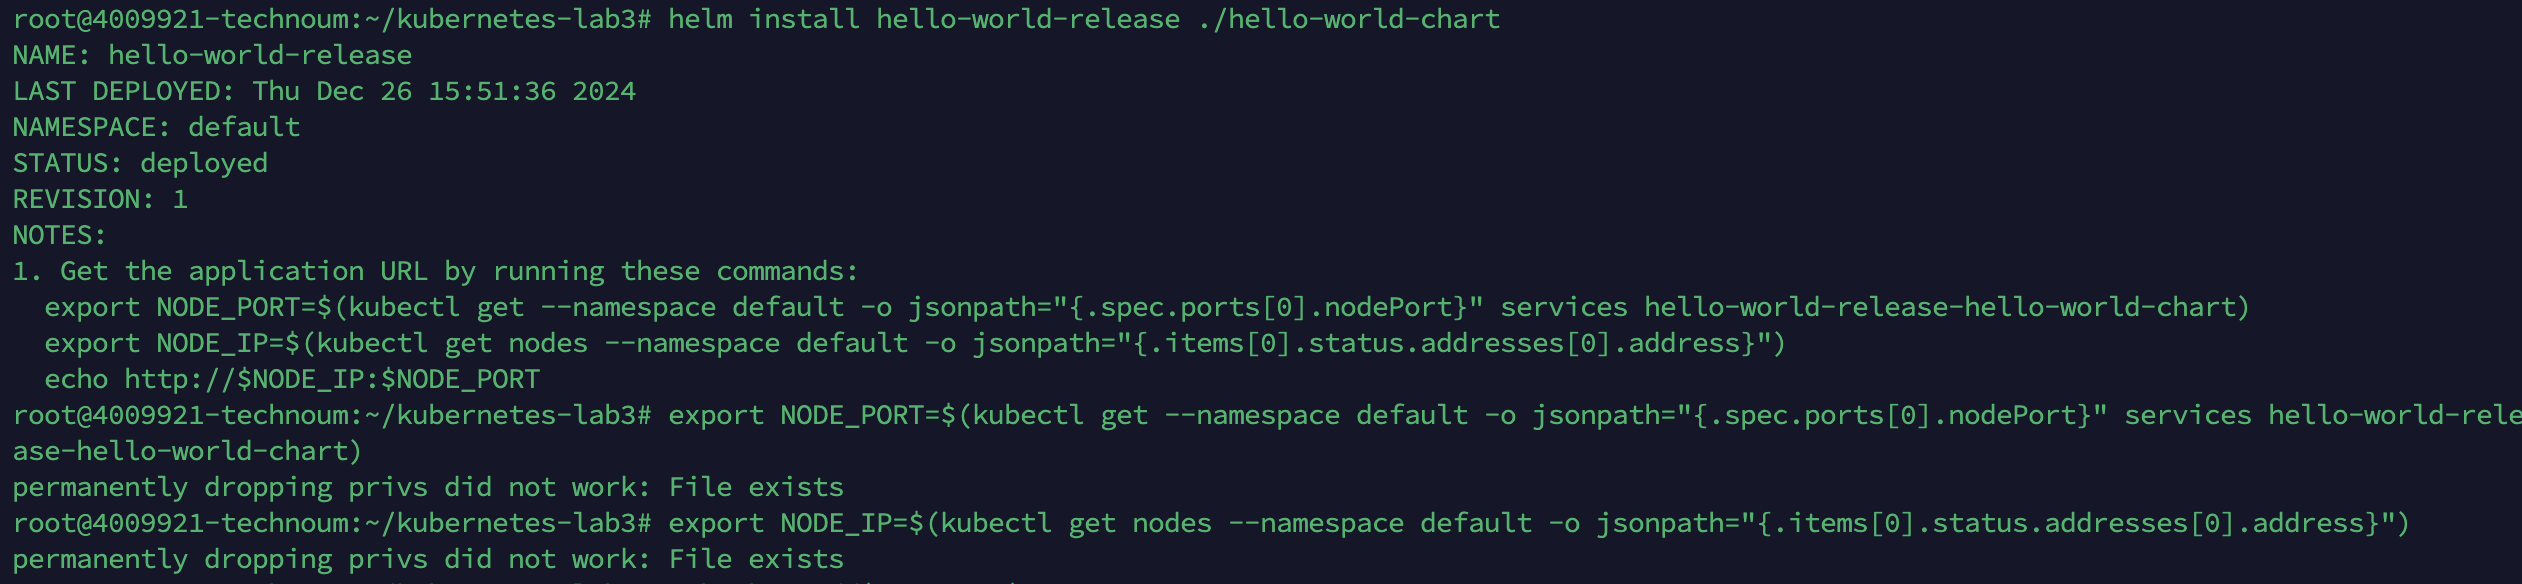 root@4009921-technoum:~/kubernetes-lab3# helm install hello-world-release ./hello-world-chart
NAME: hello-world-release
LAST DEPLOYED: Thu Dec 26 15:51:36 2024
NAMESPACE: default
STATUS: deployed
REVISION: 1
NOTES:
1. Get the application URL by running these commands:
  export NODE_PORT=$(kubectl get --namespace default -o jsonpath="{.spec.ports[0].nodePort}" services hello-world-release-hello-world-chart)
  export NODE_IP=$(kubectl get nodes --namespace default -o jsonpath="{.items[0].status.addresses[0].address}")
  echo http://$NODE_IP:$NODE_PORT
root@4009921-technoum:~/kubernetes-lab3# export NODE_PORT=$(kubectl get --namespace default -o jsonpath="{.spec.ports[0].nodePort}" services hello-world-rele
ase-hello-world-chart)
permanently dropping privs did not work: File exists
root@4009921-technoum:~/kubernetes-lab3# export NODE_IP=$(kubectl get nodes --namespace default -o jsonpath="{.items[0].status.addresses[0].address}")
permanently dropping privs did not work: File exists